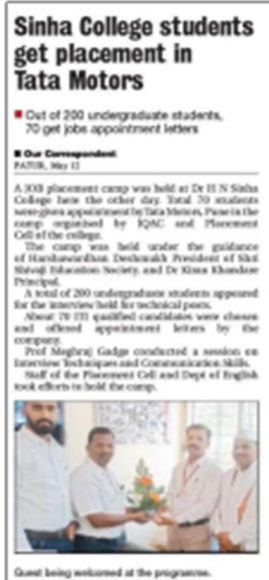 Sinha College students
get placement in
Tata Motors
Out of 200 undergraduate students,
70 get jobs appointment letters
Our Correspondent
PATUR, May 12
A JOB placement camp was held at Dr H N Sinha
College here the other day. Total 70 students
were given appointment by Tata Motors, Pune in the
camp organised by IQAC and Placement
Cell of the college.
The camp was held under the guidance
of Harshawardhan Deshmukh President of Shri
Shivaji Education Society, and Dr Kiran Khandare
Principal.
A total of 200 undergraduate students appeared
for the interview held for technical posts.
About 70 ITI qualified candidates were chosen
and offered appointment letters by the
company.
Prof Meghraj Gadge conducted a session on
Interview Techniques and Communication Skills.
Staff of the Placement Cell and Dept of English
took efforts to hold the camp.
Guest being welcomed at the programme.